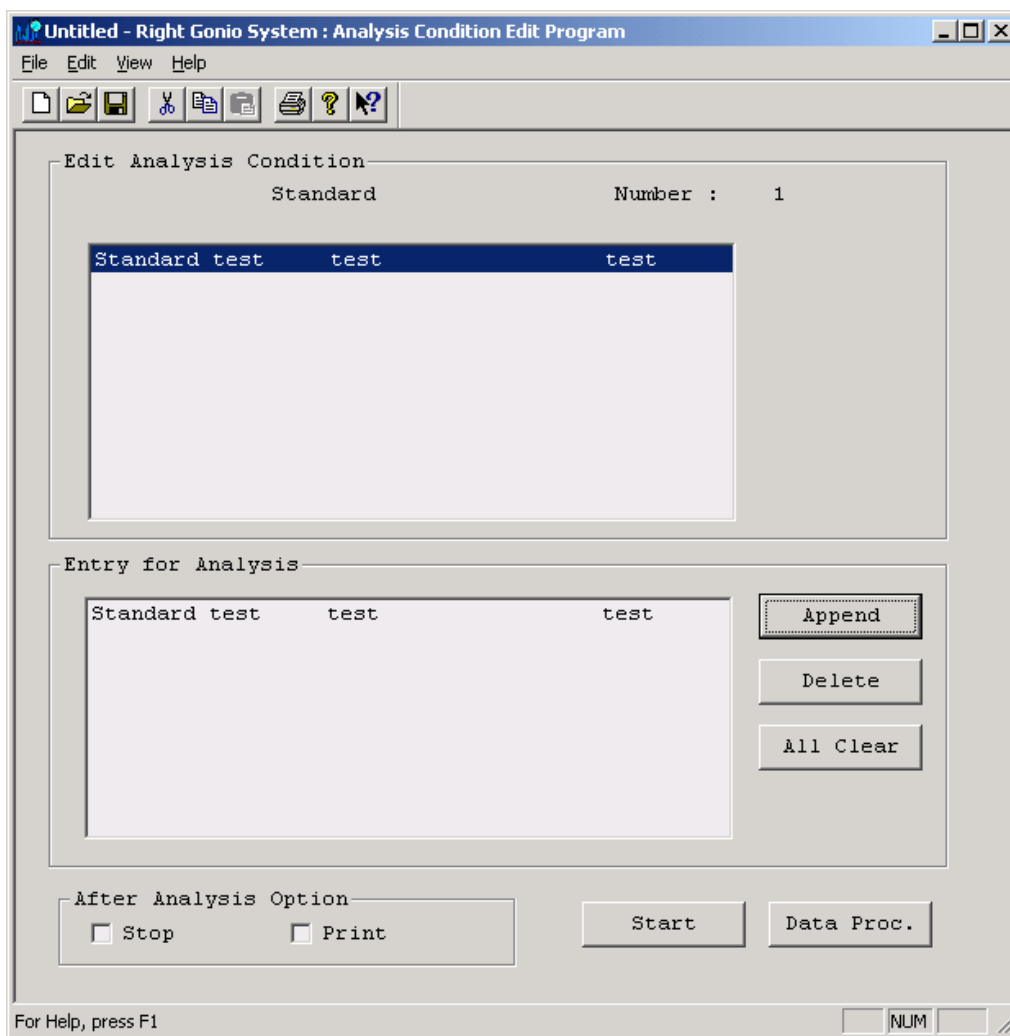 Untitled - Right Gonio System : Analysis Condition Edit Program
File Edit View Help
Edit Analysis Condition
Standard Number : 1
Standard test test test
Entry for Analysis
Standard test test test
Append
Delete
All Clear
After Analysis Option
Stop Print
Start Data Proc.
For Help, press F1 NUM